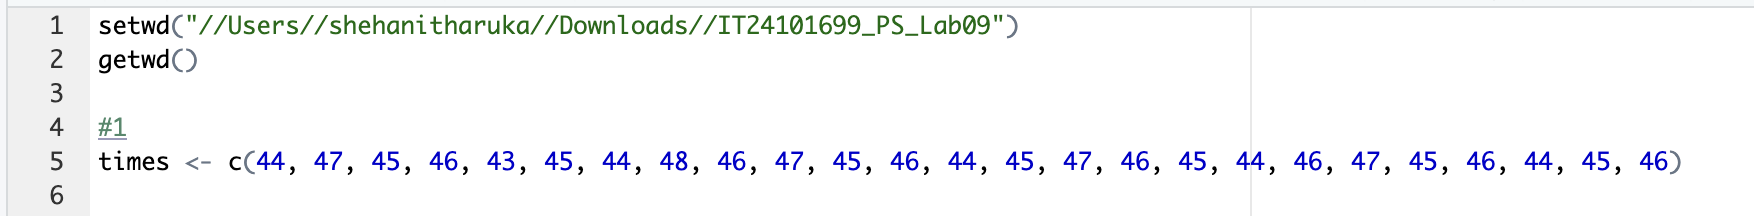 1 setwd("//Users//shehanitharuka//Downloads//IT24101699_PS_Lab09")
2 getwd()
3
4 #1
5 times <- c(44, 47, 45, 46, 43, 45, 44, 48, 46, 47, 45, 46, 44, 45, 47, 46, 45, 44, 46, 47, 45, 46, 44, 45, 46)
6